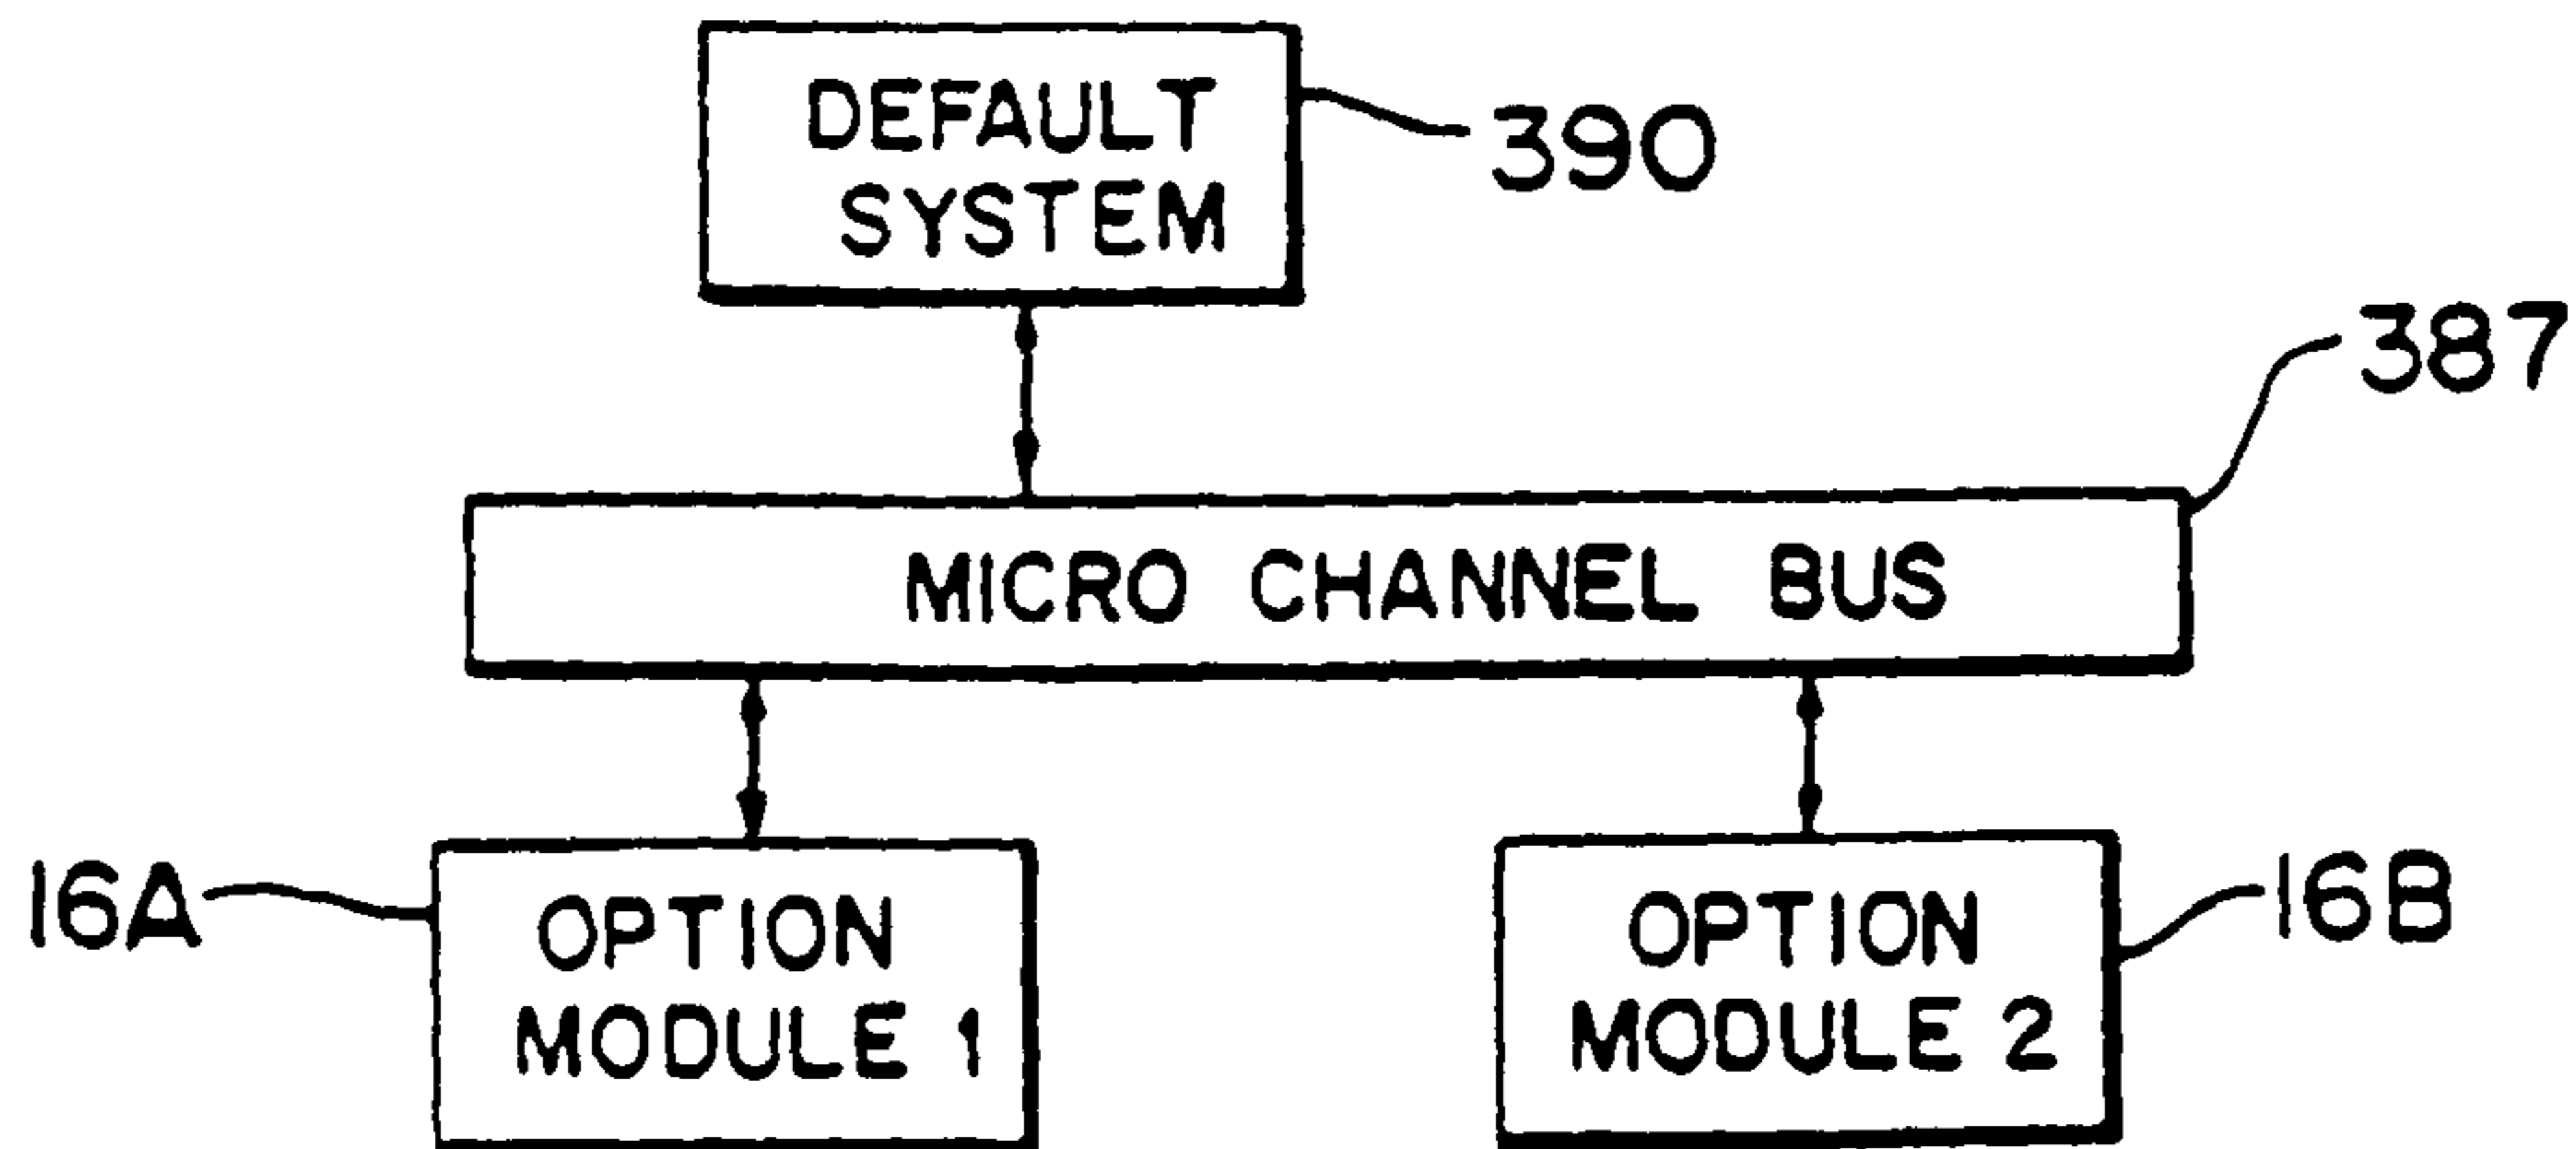 DEFAULT
SYSTEM
390
387
MICRO CHANNEL BUS
16A
OPTION
MODULE 1
OPTION
MODULE 2
16B